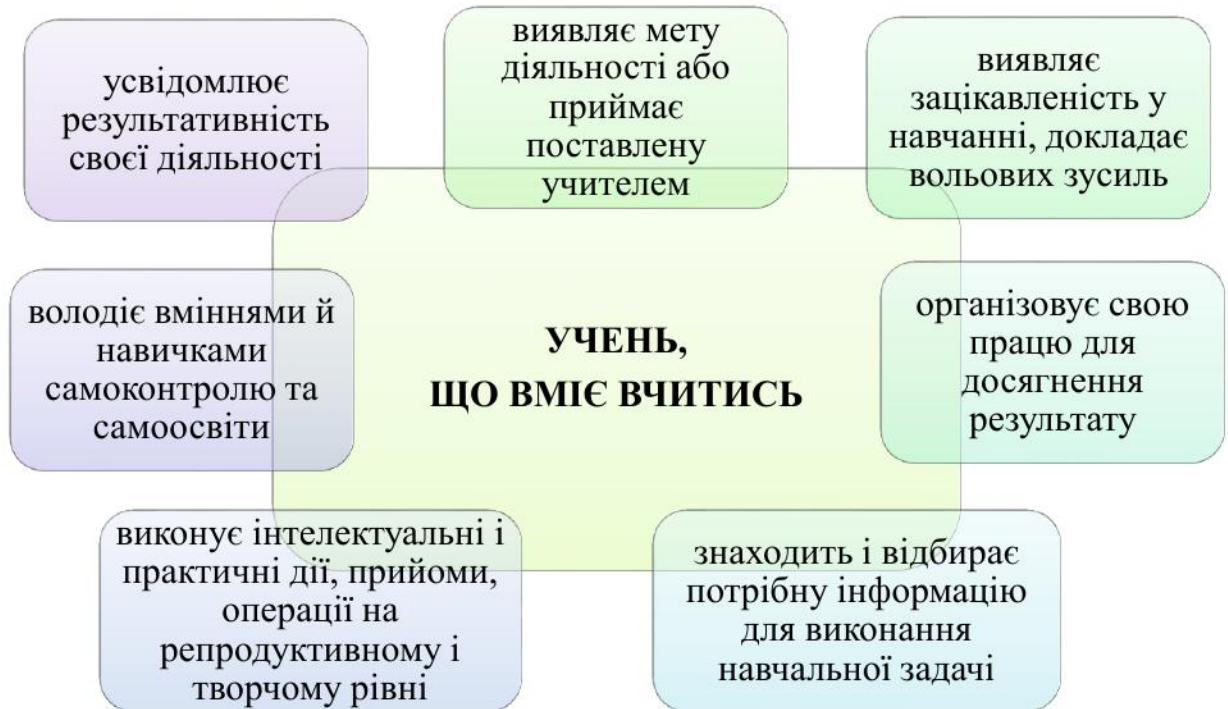 усвідомлює
результативність
своєї діяльності
виявляє мету
діяльності або
приймає
поставлену
учителем
виявляє
зацікавленість у
навчанні, докладає
вольових зусиль
володіє вміннями й
навичками
самоконтролю та
самоосвіти
УЧЕНЬ,
ЩО ВМІЄ ВЧИТИСЬ
організовує свою
працю для
досягнення
результату
виконує інтелектуальні і
практичні дії, прийоми,
операції на
репродуктивному і
творчому рівні
знаходить і відбирає
потрібну інформацію
для виконання
навчальної задачі